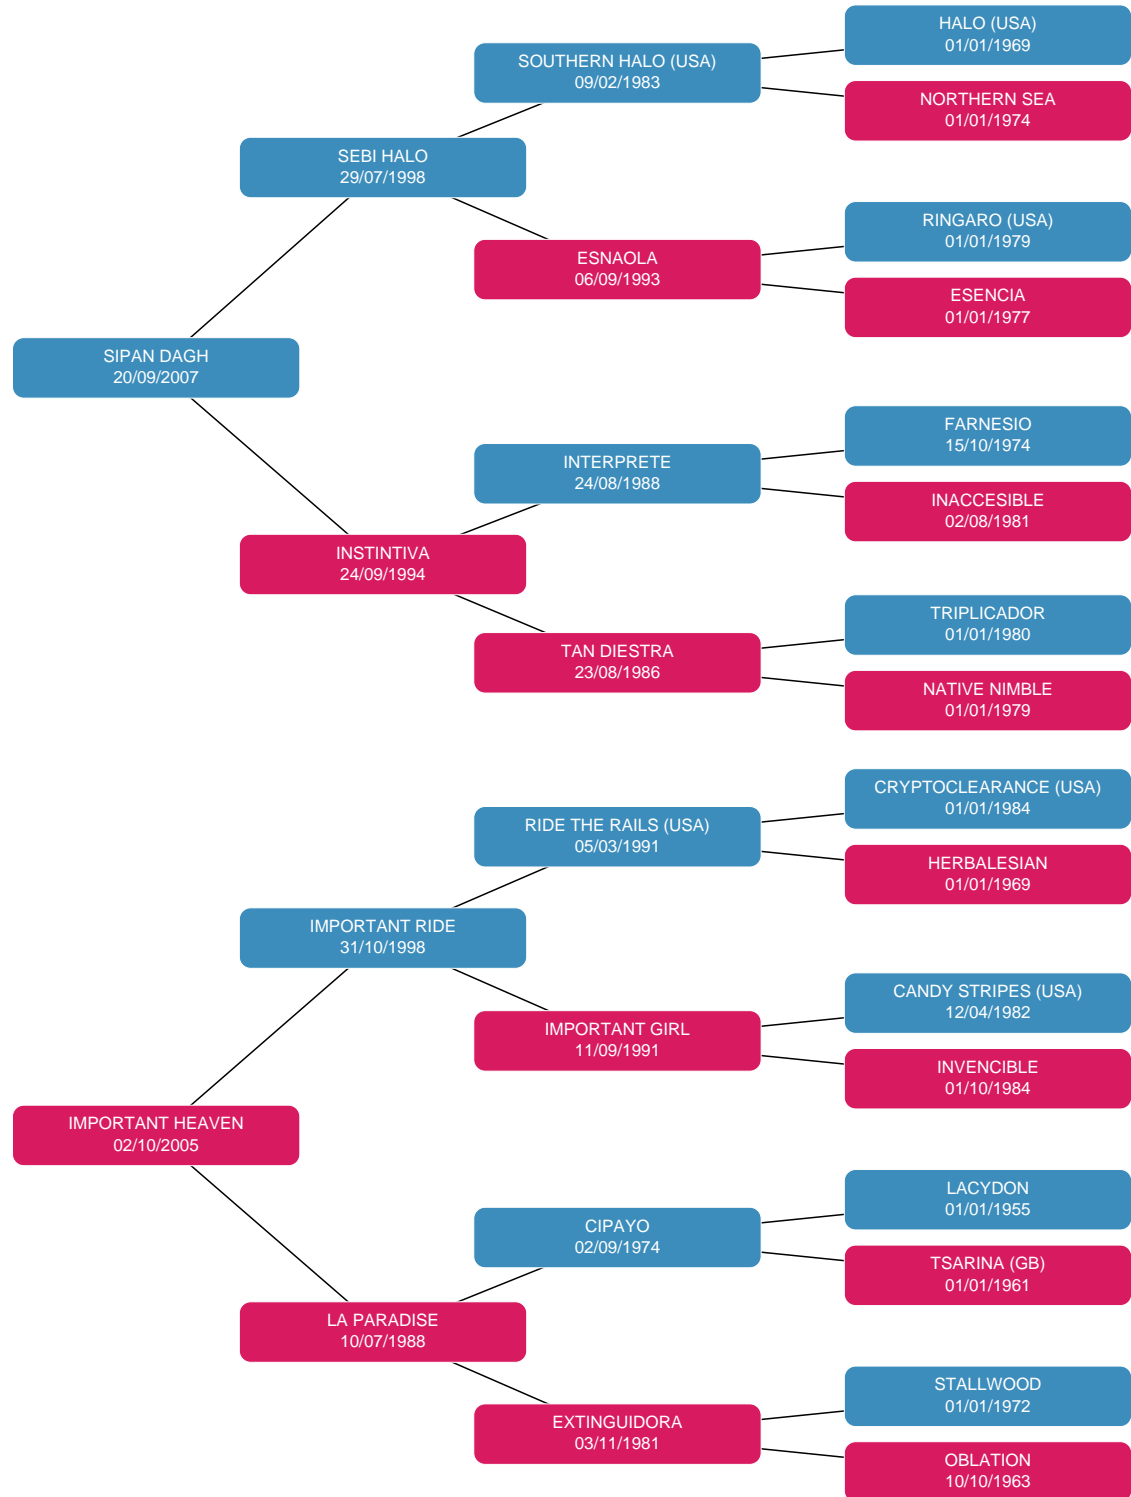 HALO (USA)
01/01/1969
SOUTHERN HALO (USA)
09/02/1983
NORTHERN SEA
01/01/1974
SEBI HALO
29/07/1998
RINGARO (USA)
01/01/1979
ESNAOLA
06/09/1993
ESENCIA
01/01/1977
SIPAN DAGH
20/09/2007
FARNESIO
15/10/1974
INTERPRETE
24/08/1988
INACCESIBLE
02/08/1981
INSTINTIVA
24/09/1994
TRIPLICADOR
01/01/1980
TAN DIESTRA
23/08/1986
NATIVE NIMBLE
01/01/1979
CRYPTOCLEARANCE (USA)
01/01/1984
RIDE THE RAILS (USA)
05/03/1991
HERBALESIAN
01/01/1969
IMPORTANT RIDE
31/10/1998
CANDY STRIPES (USA)
12/04/1982
IMPORTANT GIRL
11/09/1991
INVENCIBLE
01/10/1984
IMPORTANT HEAVEN
02/10/2005
LACYDON
01/01/1955
CIPAYO
02/09/1974
TSARINA (GB)
01/01/1961
LA PARADISE
10/07/1988
STALLWOOD
01/01/1972
EXTINGUIDORA
03/11/1981
OBLATION
10/10/1963